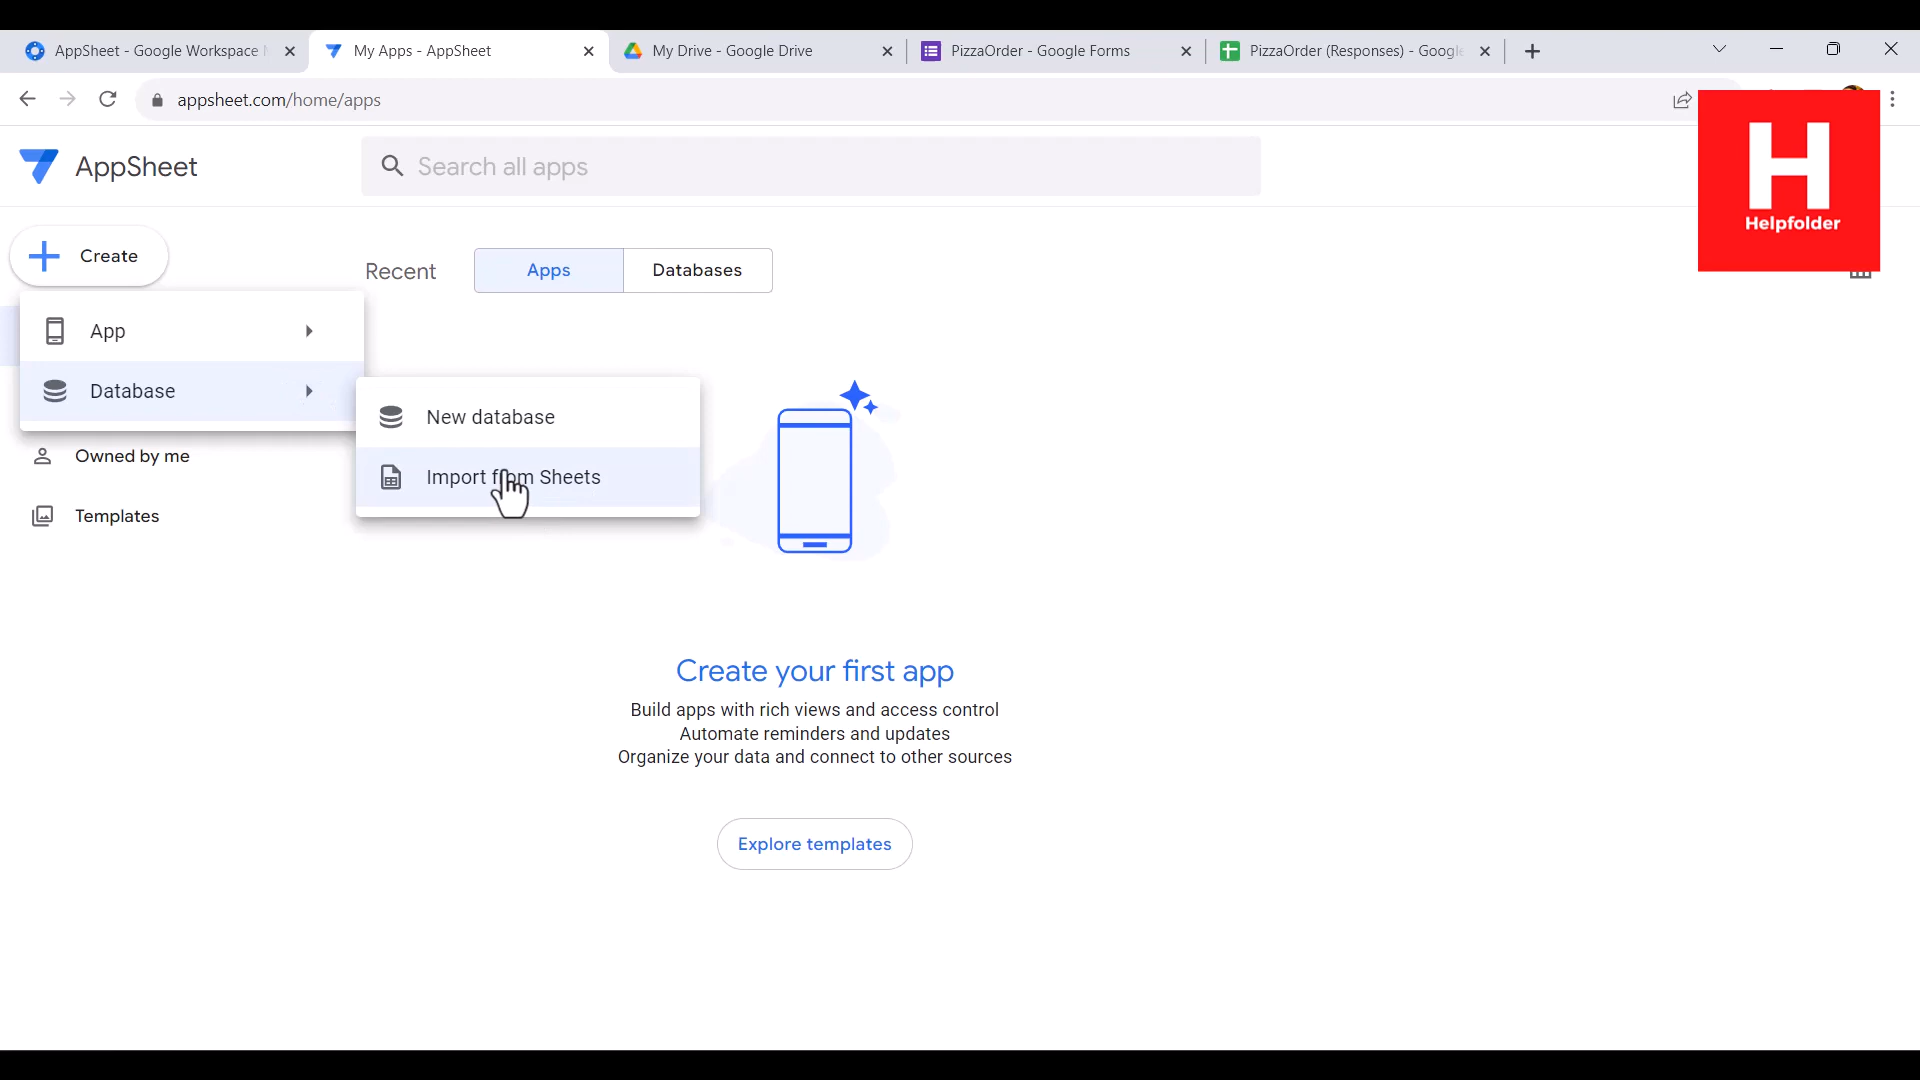 AppSheet - Google Workspace
My Apps - AppSheet
My Drive - Google Drive
PizzaOrder - Google Forms
PizzaOrder (Responses) - Google
appsheet.com/home/apps
AppSheet
Search all apps
H
Helpfolder
Create
Recent
Apps
Databases
App
Database
New database
Import from Sheets
Owned by me
Templates
Create your first app
Build apps with rich views and access control
Automate reminders and updates
Organize your data and connect to other sources
Explore templates